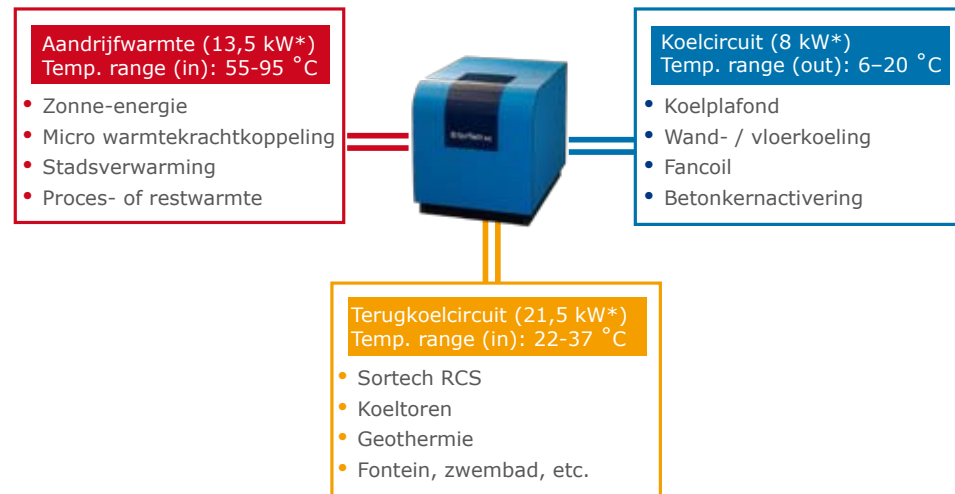 Aandrijfwarmte (13,5 kW*)
Temp. range (in): 55-95 ˚C
• Zonne-energie
• Micro warmtekrachtkoppeling
• Stadsverwarming
• Proces- of restwarmte
Koelcircuit (8 kW*)
Temp. range (out): 6–20 ˚C
• Koelplafond
• Wand- / vloerkoeling
• Fancoil
• Betonkernactivering
Terugkoelcircuit (21,5 kW*)
Temp. range (in): 22-37 ˚C
• Sortech RCS
• Koeltoren
• Geothermie
• Fontein, zwembad, etc.